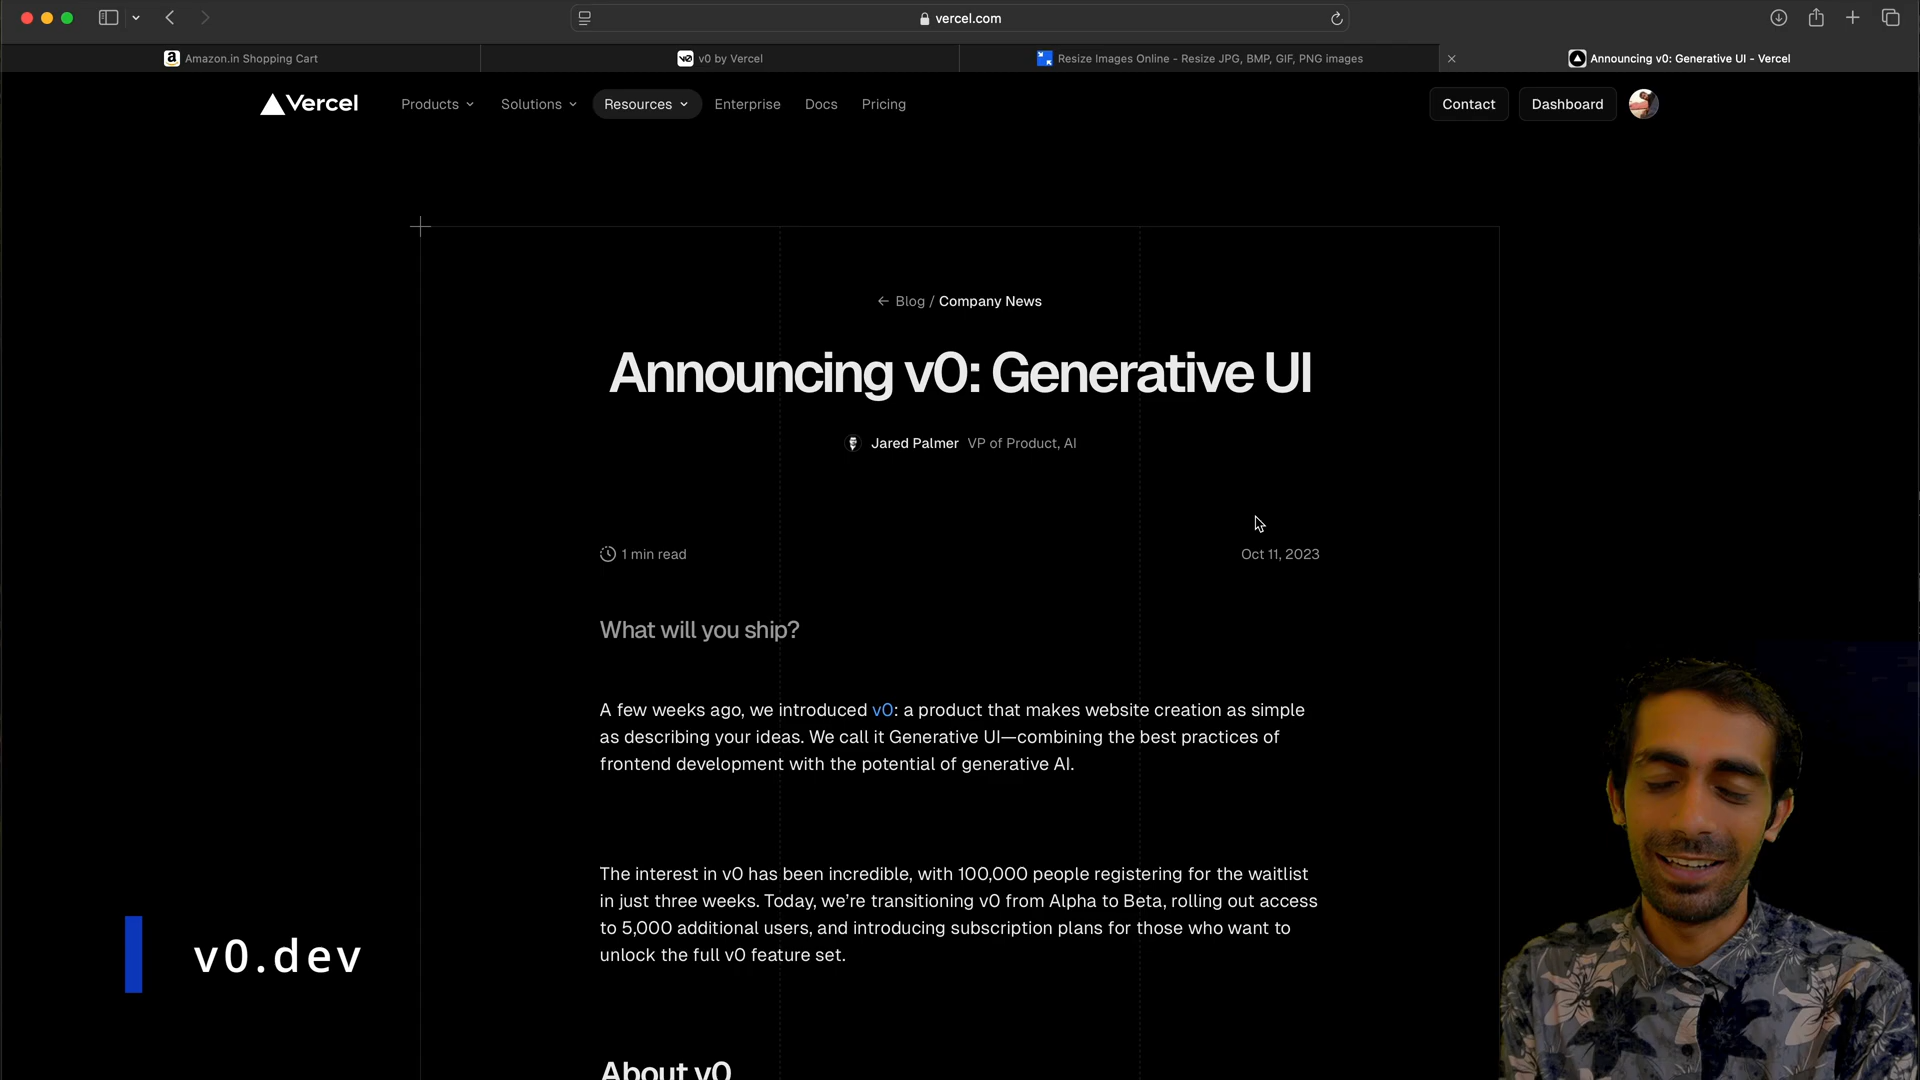 vercel.com
Amazon.in Shopping Cart
v0 by Vercel
Resize Images Online - Resize JPG, BMP, GIF, PNG images
Announcing v0: Generative UI - Vercel
Vercel
Products
Solutions
Resources
Enterprise
Docs
Pricing
Contact
Dashboard
← Blog / Company News
Announcing v0: Generative UI
Jared Palmer VP of Product, AI
1 min read
Oct 11, 2023
What will you ship?
A few weeks ago, we introduced v0: a product that makes website creation as simple
as describing your ideas. We call it Generative UI—combining the best practices of
frontend development with the potential of generative AI.
The interest in v0 has been incredible, with 100,000 people registering for the waitlist
in just three weeks. Today, we’re transitioning v0 from Alpha to Beta, rolling out access
to 5,000 additional users, and introducing subscription plans for those who want to
unlock the full v0 feature set.
v0.dev
About v0